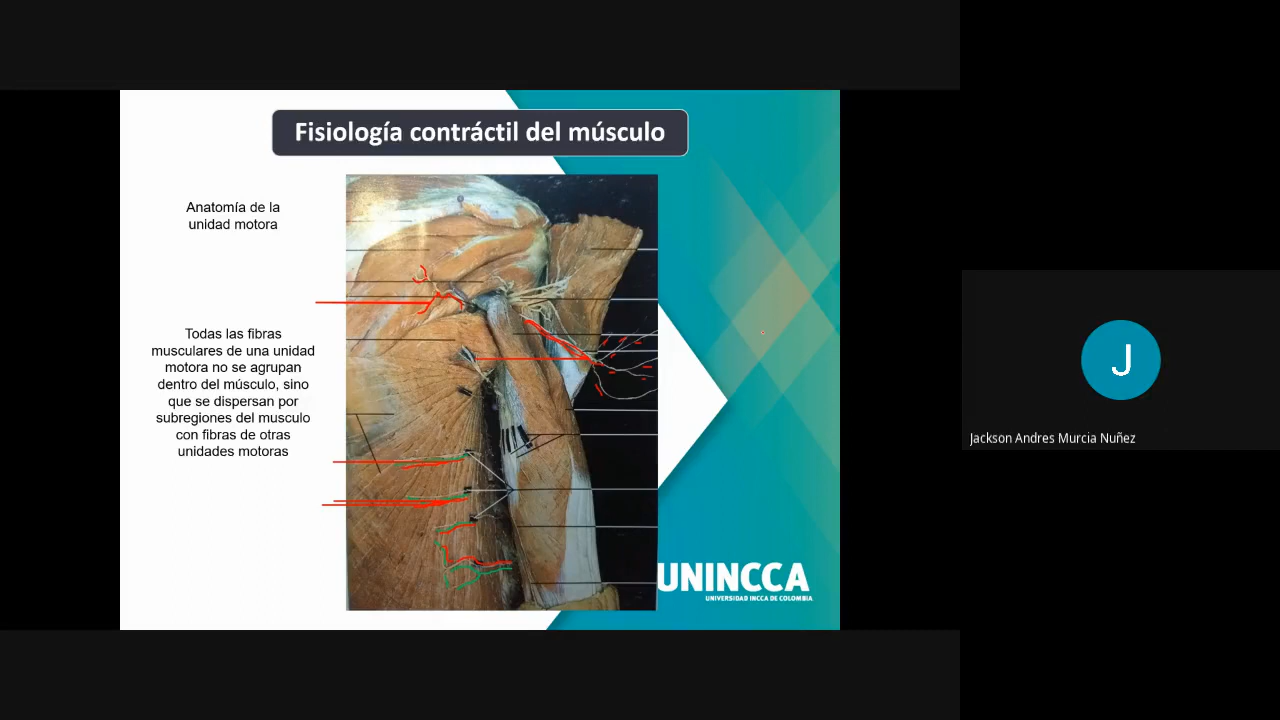 Fisiología contráctil del músculo
Anatomía de la
unidad motora
Todas las fibras
musculares de una unidad
motora no se agrupan
dentro del músculo, sino
que se dispersan por
subregiones del musculo
con fibras de otras
unidades motoras
UNINCCA
UNIVERSIDAD INCCA DE COLOMBIA
J
Jackson Andres Murcia Nuñez